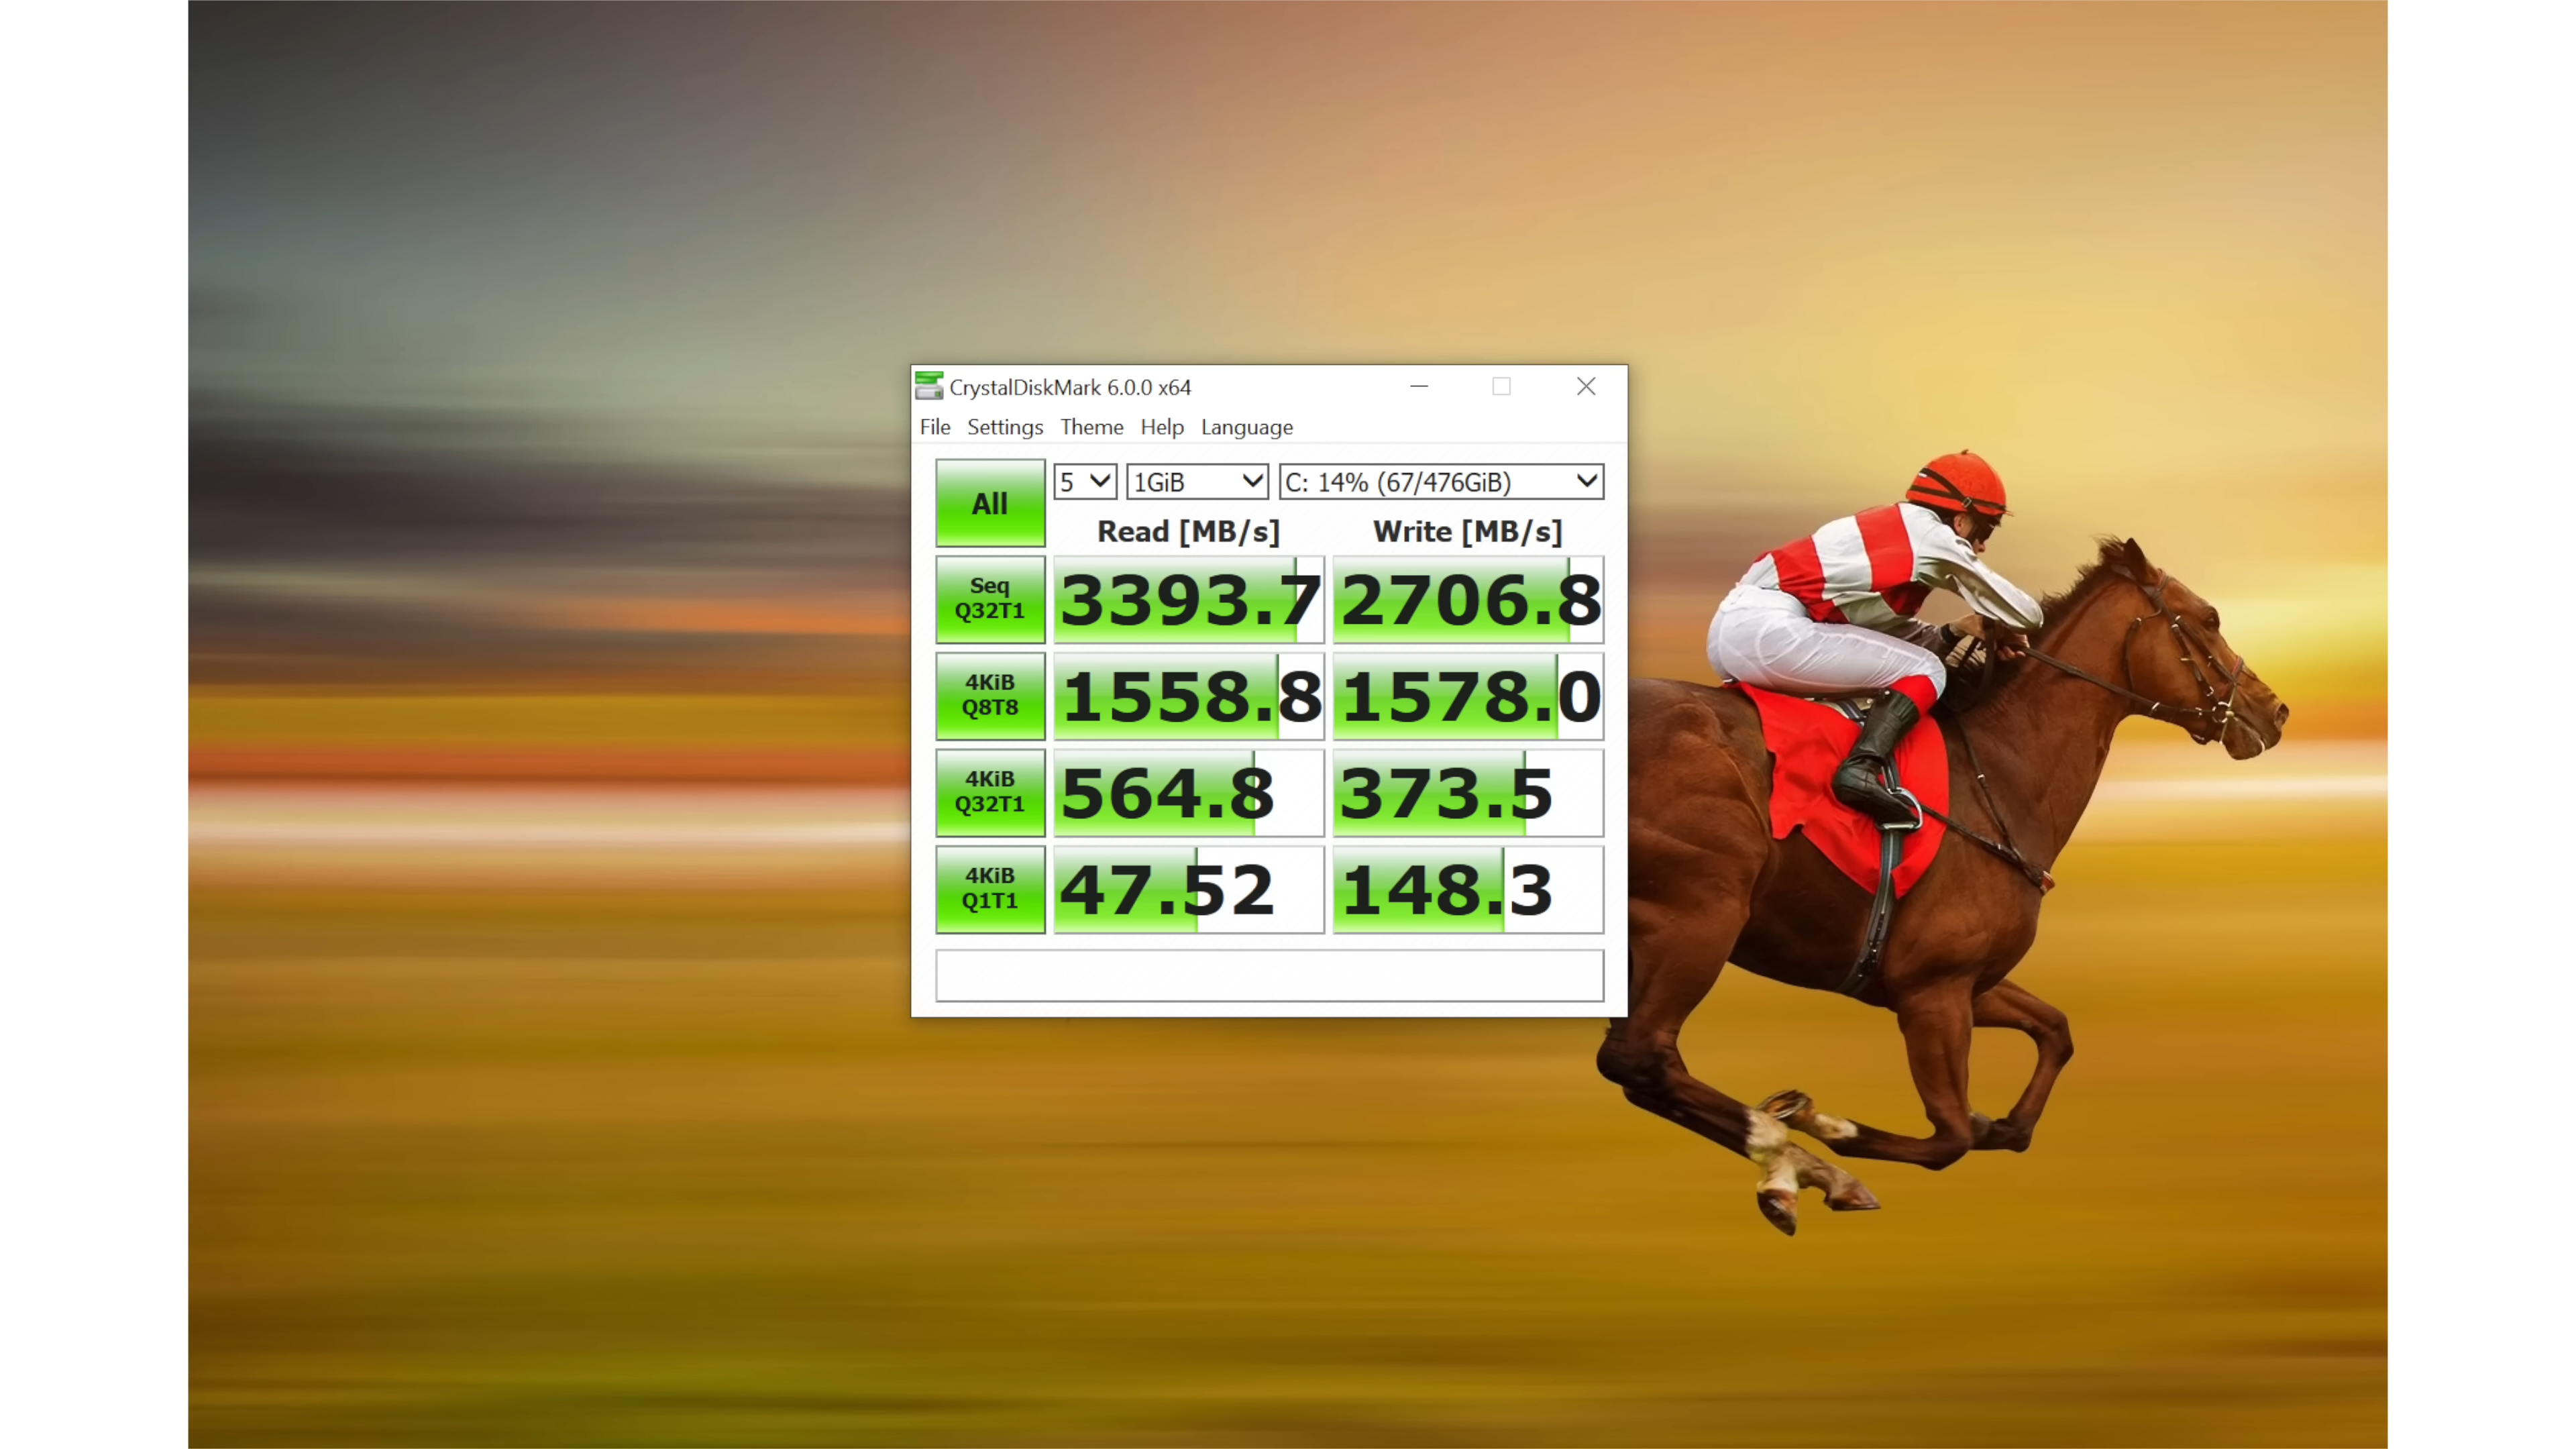 CrystalDiskMark 6.0.0 x64
File Settings Theme Help Language
All
5 1GiB C: 14% (67/476GiB)
Read [MB/s] Write [MB/s]
Seq
Q32T1
3393.7 2706.8
4KiB
Q8T8
1558.8 1578.0
4KiB
Q32T1
564.8 373.5
4KiB
Q1T1
47.52 148.3